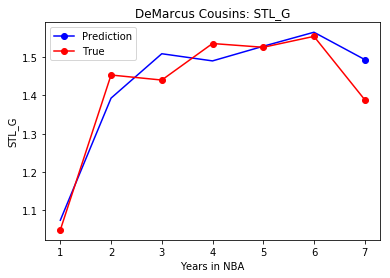 DeMarcus Cousins: STL_G
Prediction
True
1.5
1.4
1.3
1.2
1.1
STL_G
1 2 3 4 5 6 7
Years in NBA